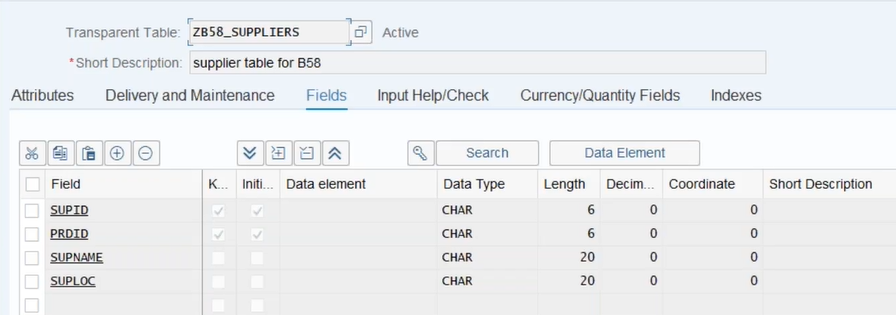 Transparent Table: ZB58_SUPPLIERS Active
*Short Description: supplier table for B58
Attributes Delivery and Maintenance Fields Input Help/Check Currency/Quantity Fields Indexes
Search Data Element
Field K... Initi... Data element Data Type Length Decim... Coordinate Short Description
SUPID CHAR 6 0 0
PRDID CHAR 6 0 0
SUPNAME CHAR 20 0 0
SUPLOC CHAR 20 0 0